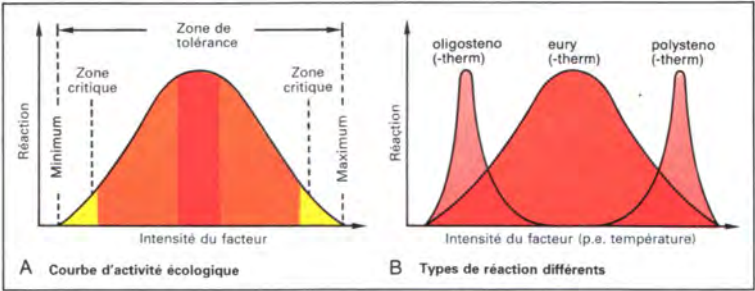 Zone de
tolérance
Zone
critique
Zone
critique
Réaction
Minimum
Maximum
Intensité du facteur
A Courbe d'activité écologique
oligosteno
(-therm)
eury
(-therm)
polysteno
(-therm)
Réaction
Intensité du facteur (p.e. température)
B Types de réaction différents